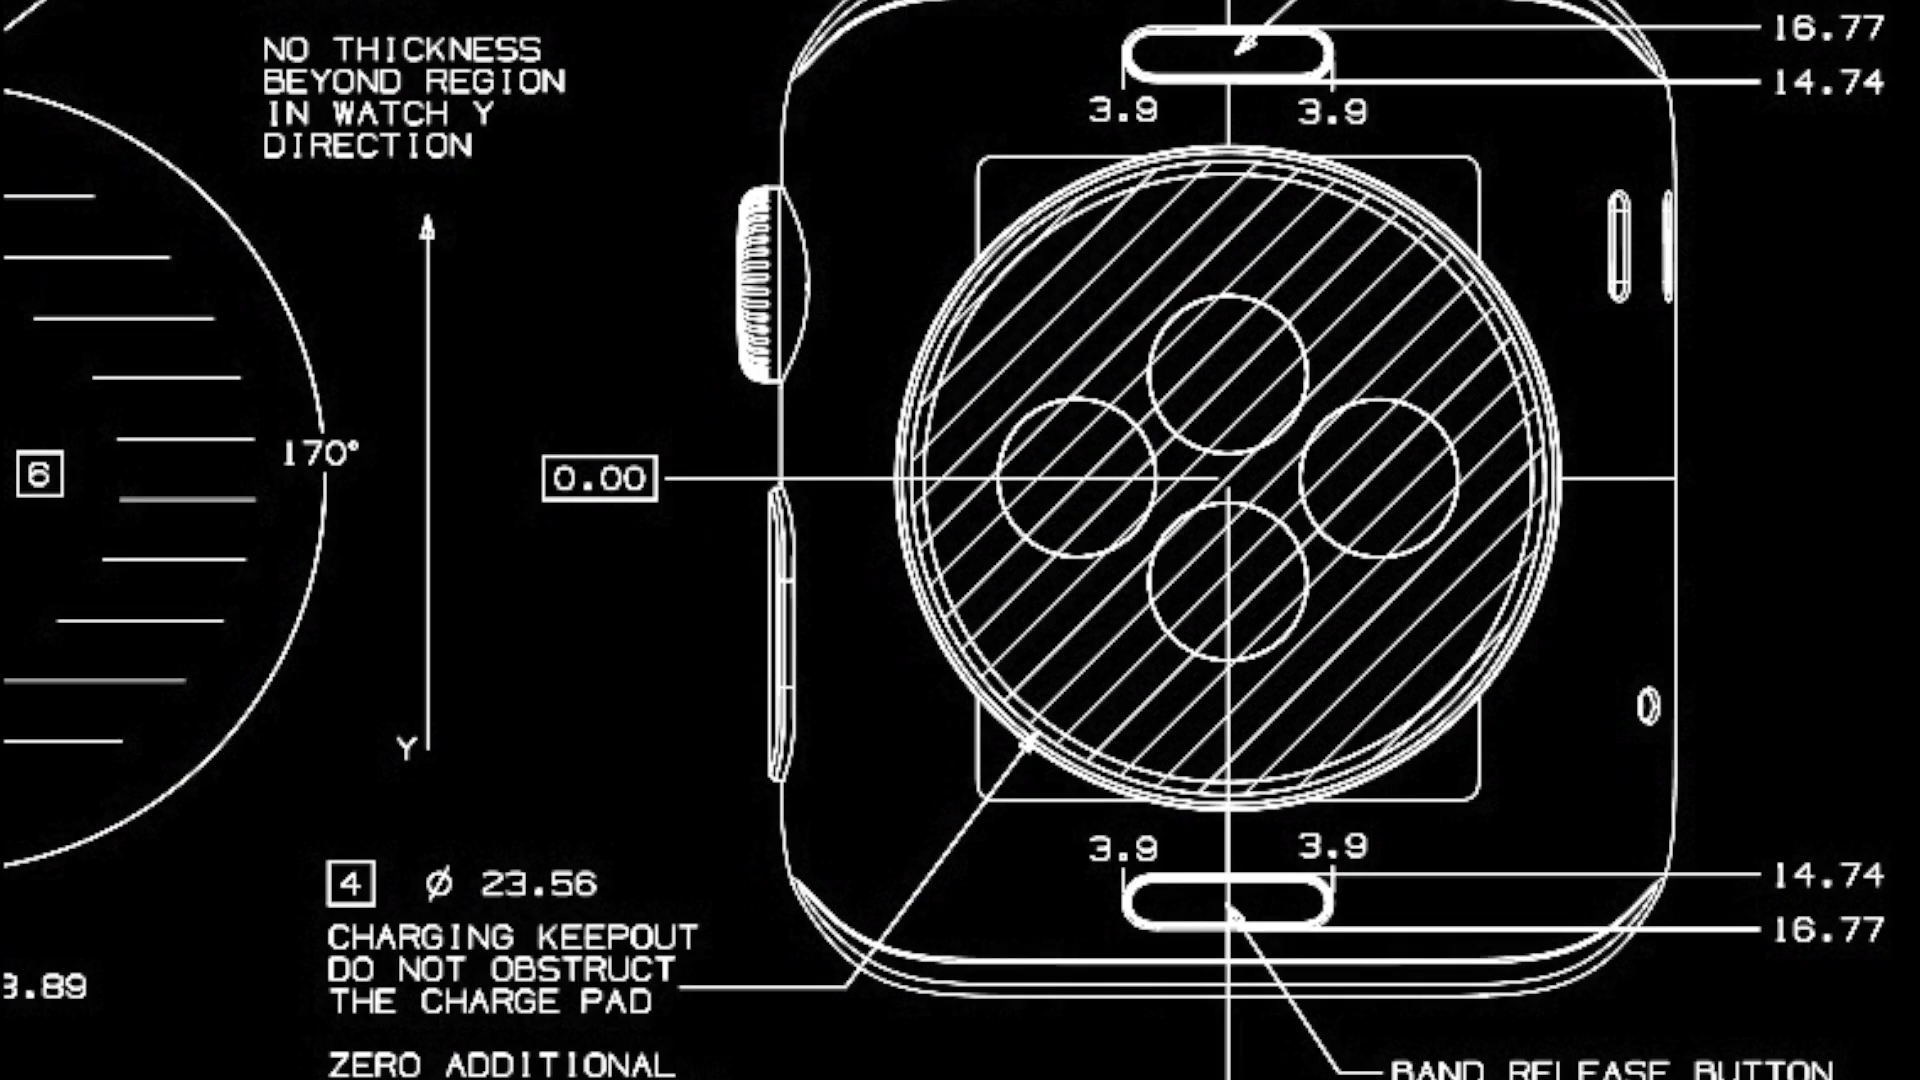 NO THICKNESS
BEYOND REGION
IN WATCH Y
DIRECTION
16.77
14.74
3.9 3.9
170°
6
0.00
Y
3.9 3.9
4 Ø 23.56
CHARGING KEEPOUT
DO NOT OBSTRUCT
THE CHARGE PAD
ZERO ADDITIONAL
14.74
16.77
3.89
BAND RELEASE BUTTON